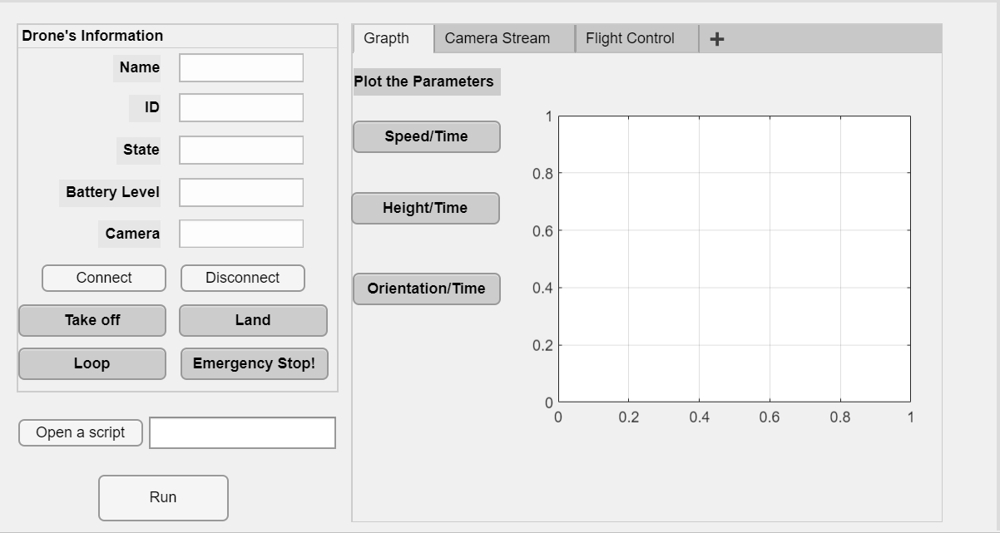 Drone's Information
Name
ID
State
Battery Level
Camera
Connect Disconnect
Take off Land
Loop Emergency Stop!
Open a script
Run
Grapth Camera Stream Flight Control +
Plot the Parameters
Speed/Time
Height/Time
Orientation/Time
1
0.8
0.6
0.4
0.2
0
0 0.2 0.4 0.6 0.8 1